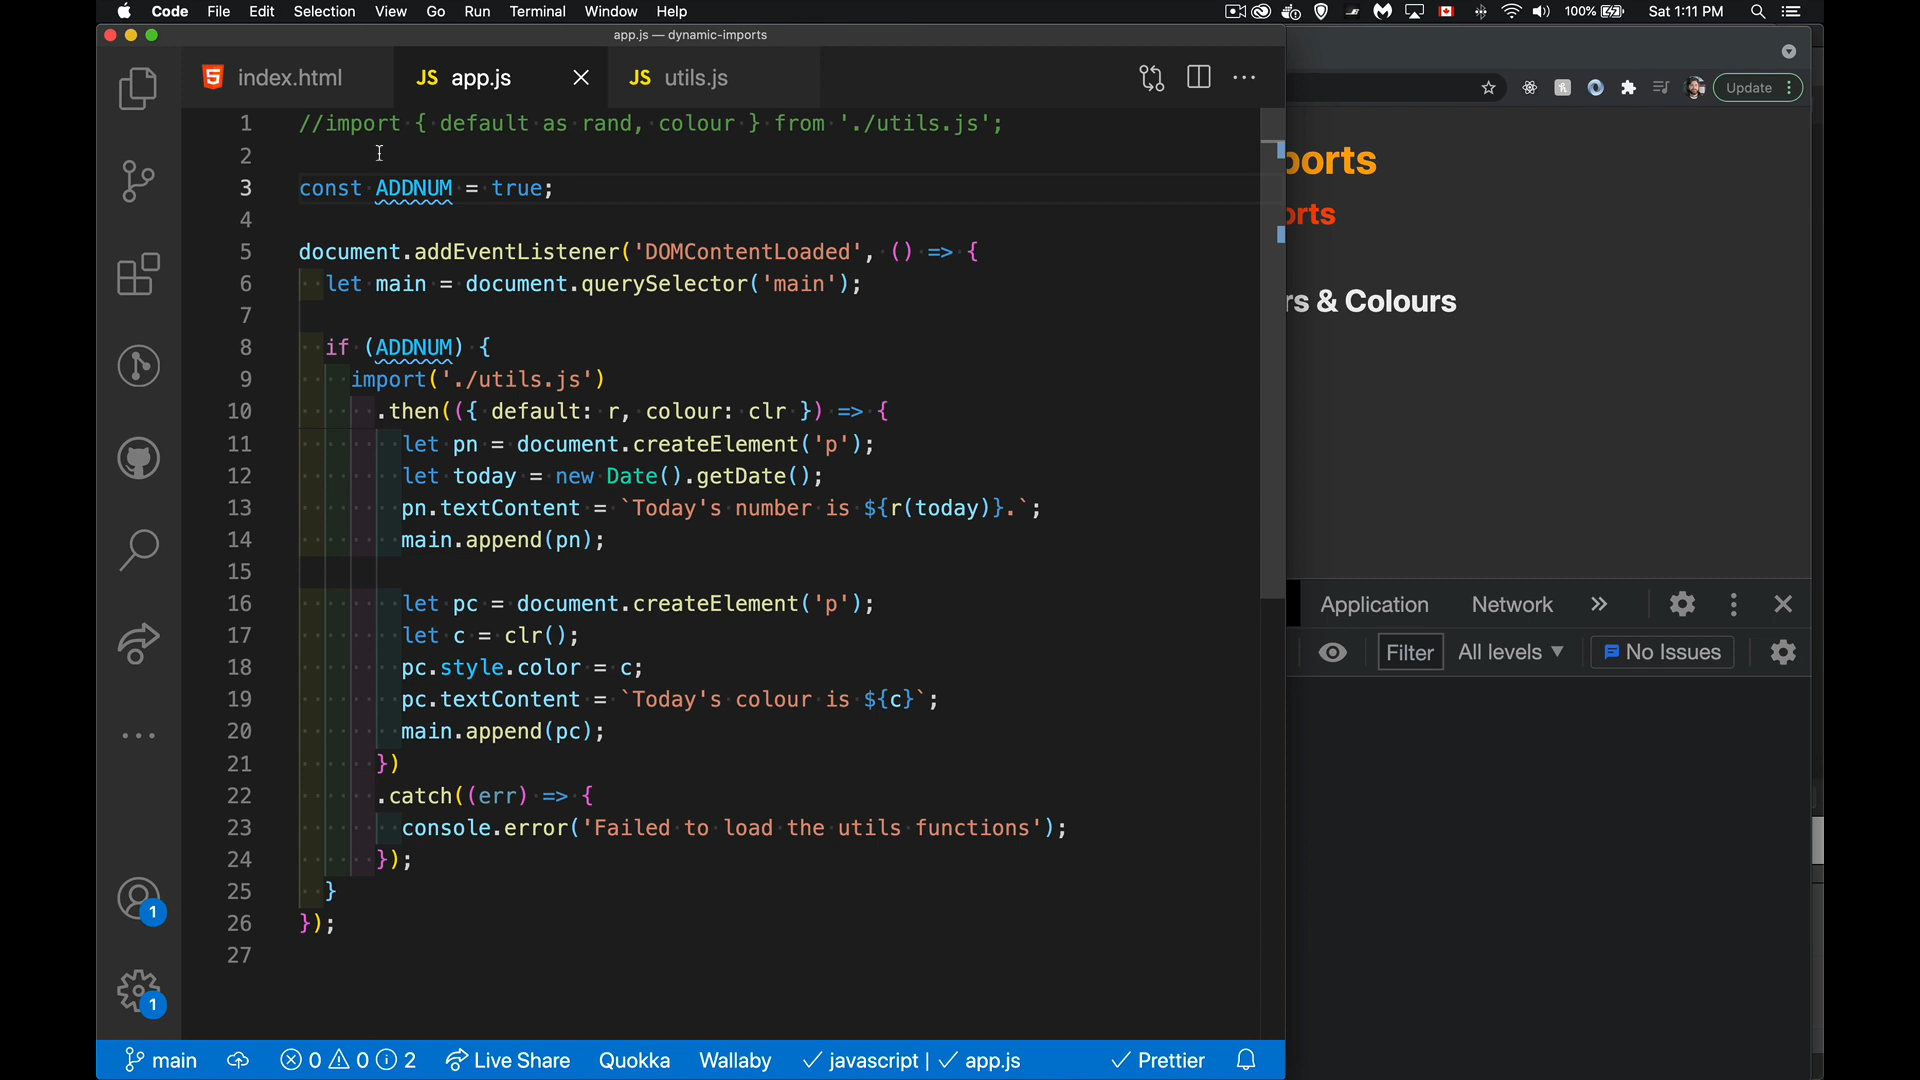 Code File Edit Selection View Go Run Terminal Window Help 100% Sat 1:11 PM
app.js — dynamic-imports
index.html JS app.js JS utils.js
Update
1 //import { default as rand, colour } from './utils.js';
2
3 const ADDNUM = true;
4
5 document.addEventListener('DOMContentLoaded', () => {
6 let main = document.querySelector('main');
7
8 if (ADDNUM) {
9 import('./utils.js')
10 .then(({ default: r, colour: clr }) => {
11 let pn = document.createElement('p');
12 let today = new Date().getDate();
13 pn.textContent = `Today's number is ${r(today)}.`;
14 main.append(pn);
15
16 let pc = document.createElement('p');
17 let c = clr();
18 pc.style.color = c;
19 pc.textContent = `Today's colour is ${c}`;
20 main.append(pc);
21 })
22 .catch((err) => {
23 console.error('Failed to load the utils functions');
24 });
25 }
26 });
27
ports
orts
rs & Colours
Application Network
Filter All levels No Issues
1
1
main 0 0 2 Live Share Quokka Wallaby javascript | app.js Prettier